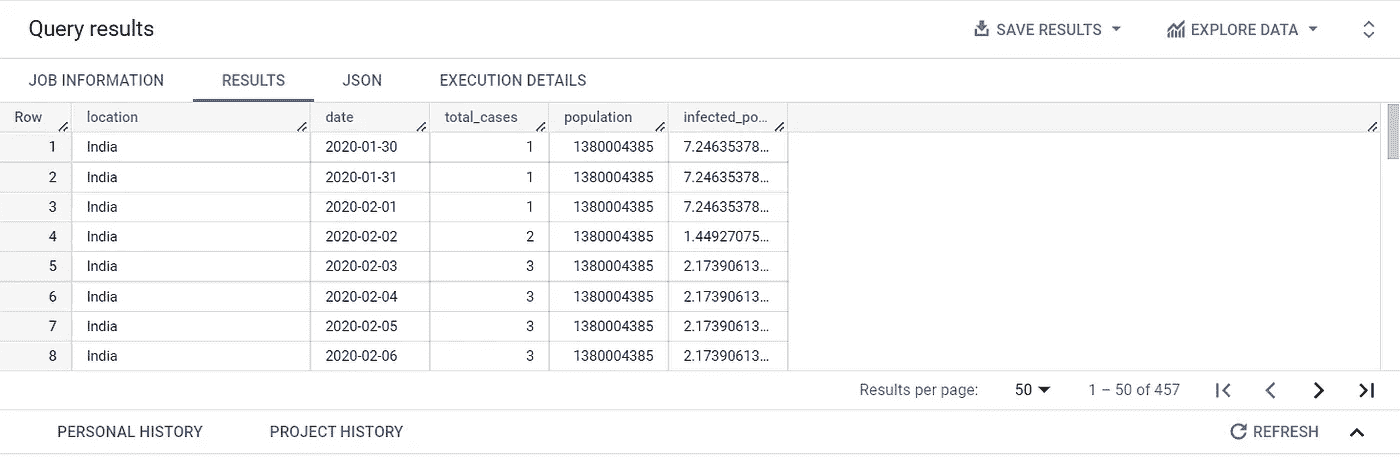 Query results SAVE RESULTS EXPLORE DATA
JOB INFORMATION RESULTS JSON EXECUTION DETAILS
Row location date total_cases population infected_po...
1 India 2020-01-30 1 1380004385 7.24635378...
2 India 2020-01-31 1 1380004385 7.24635378...
3 India 2020-02-01 1 1380004385 7.24635378...
4 India 2020-02-02 2 1380004385 1.44927075...
5 India 2020-02-03 3 1380004385 2.17390613...
6 India 2020-02-04 3 1380004385 2.17390613...
7 India 2020-02-05 3 1380004385 2.17390613...
8 India 2020-02-06 3 1380004385 2.17390613...
Results per page: 50 1 – 50 of 457
PERSONAL HISTORY PROJECT HISTORY REFRESH